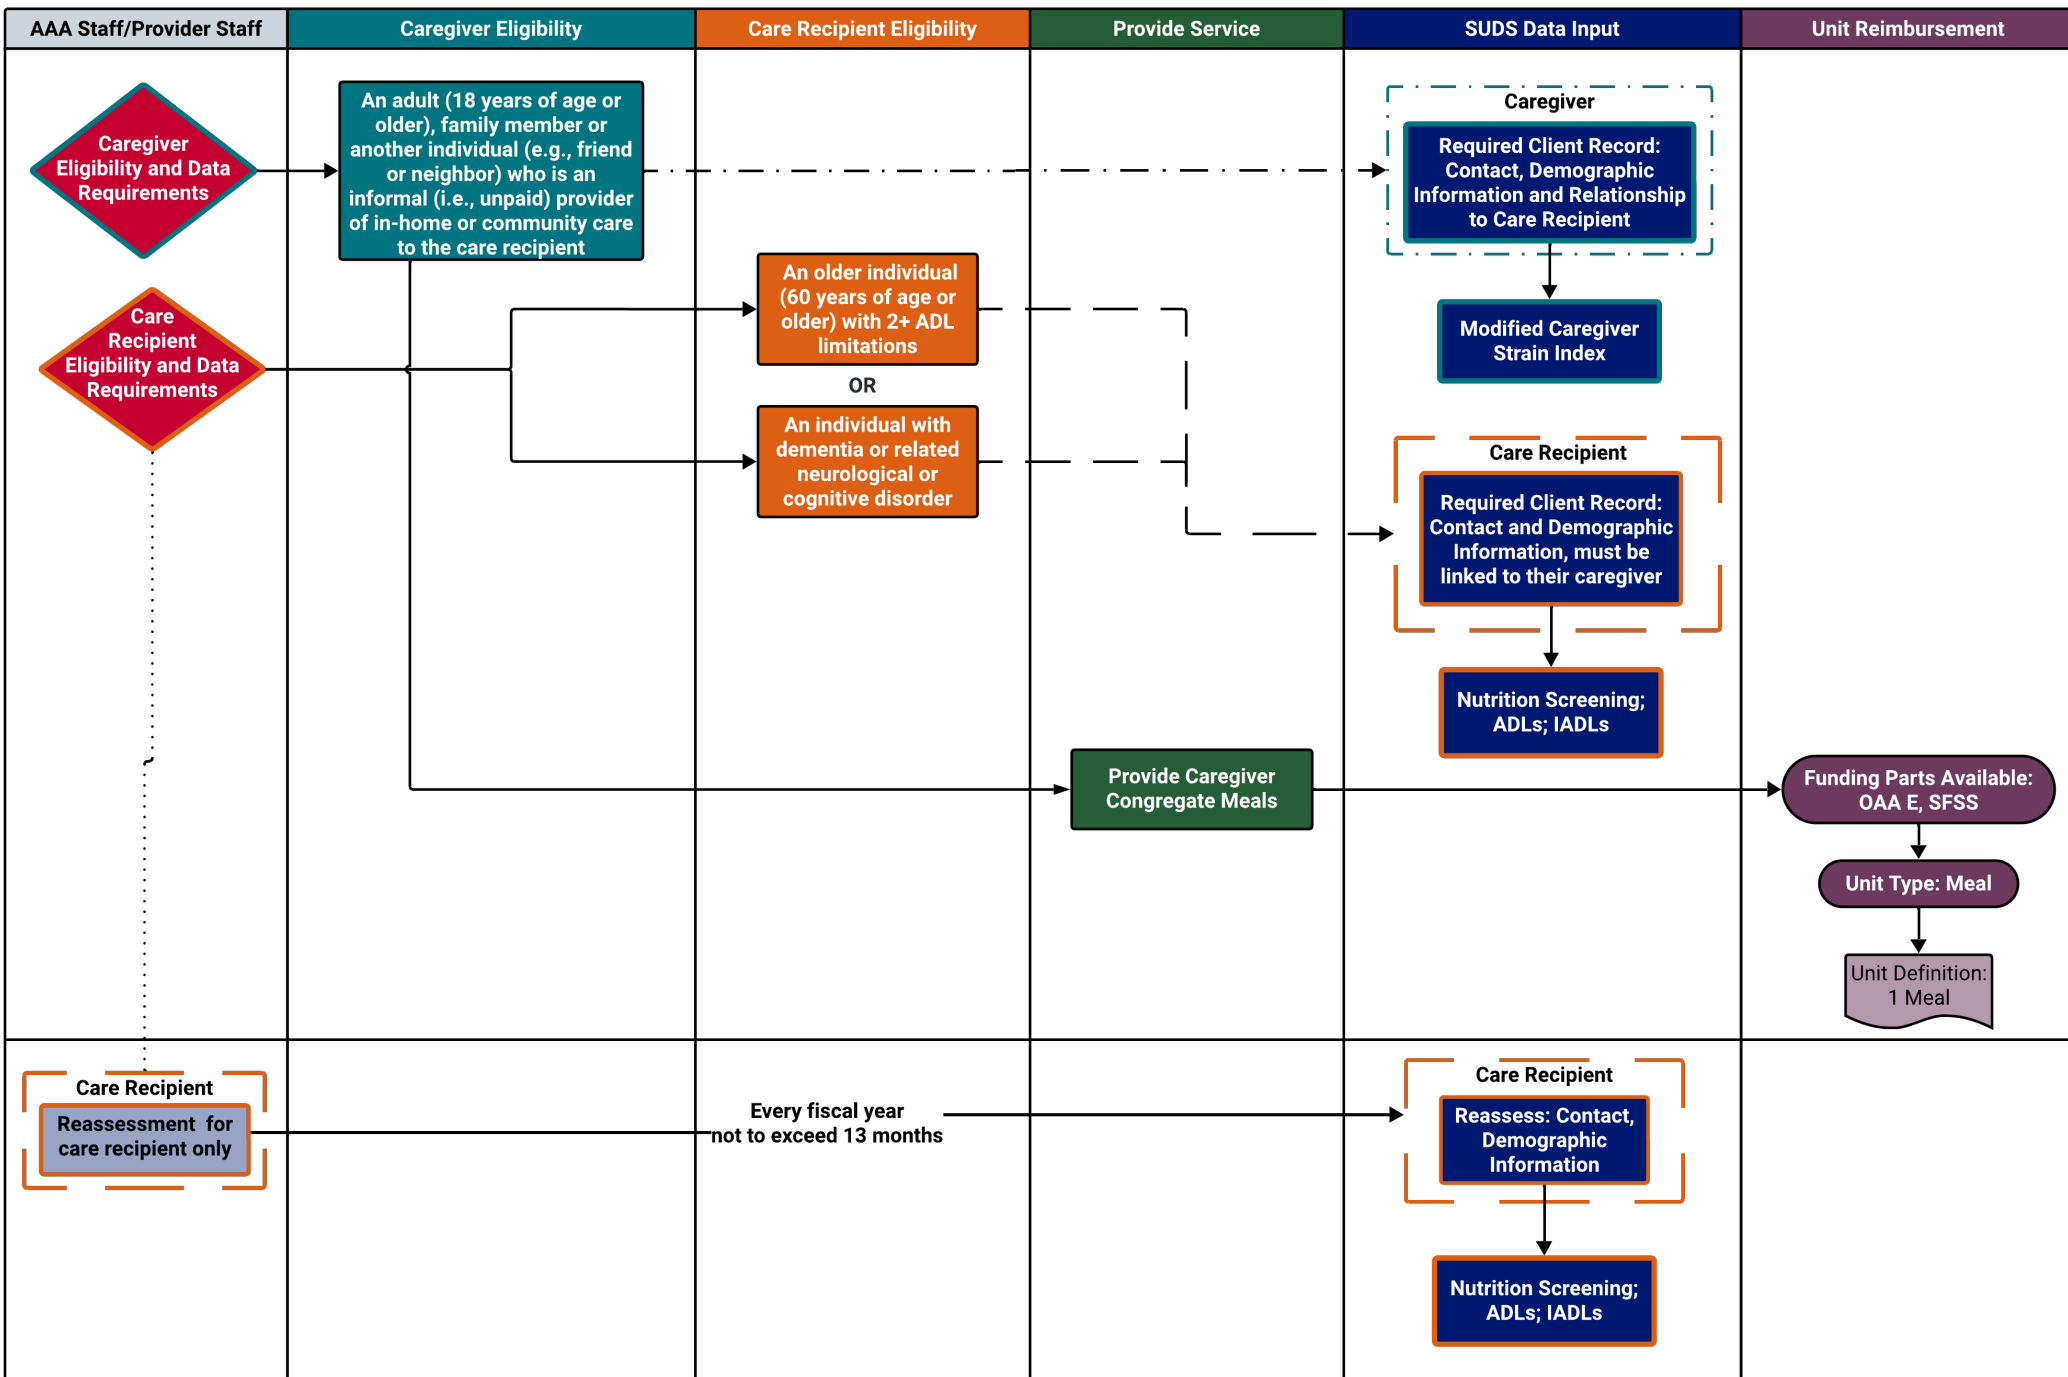 AAA Staff/Provider Staff
Caregiver Eligibility
Care Recipient Eligibility
Provide Service
SUDS Data Input
Unit Reimbursement
Caregiver
Eligibility and Data
Requirements
An adult (18 years of age or
older), family member or
another individual (e.g., friend
or neighbor) who is an
informal (i.e., unpaid) provider
of in-home or community care
to the care recipient
Caregiver
Required Client Record:
Contact, Demographic
Information and Relationship
to Care Recipient
Modified Caregiver
Strain Index
Care
Recipient
Eligibility and Data
Requirements
An older individual
(60 years of age or
older) with 2+ ADL
limitations
OR
An individual with
dementia or related
neurological or
cognitive disorder
Care Recipient
Required Client Record:
Contact and Demographic
Information, must be
linked to their caregiver
Nutrition Screening;
ADLs; IADLs
Provide Caregiver
Congregate Meals
Funding Parts Available:
OAA E, SFSS
Unit Type: Meal
Unit Definition:
1 Meal
Care Recipient
Reassessment for
care recipient only
Every fiscal year
not to exceed 13 months
Care Recipient
Reassess: Contact,
Demographic
Information
Nutrition Screening;
ADLs; IADLs